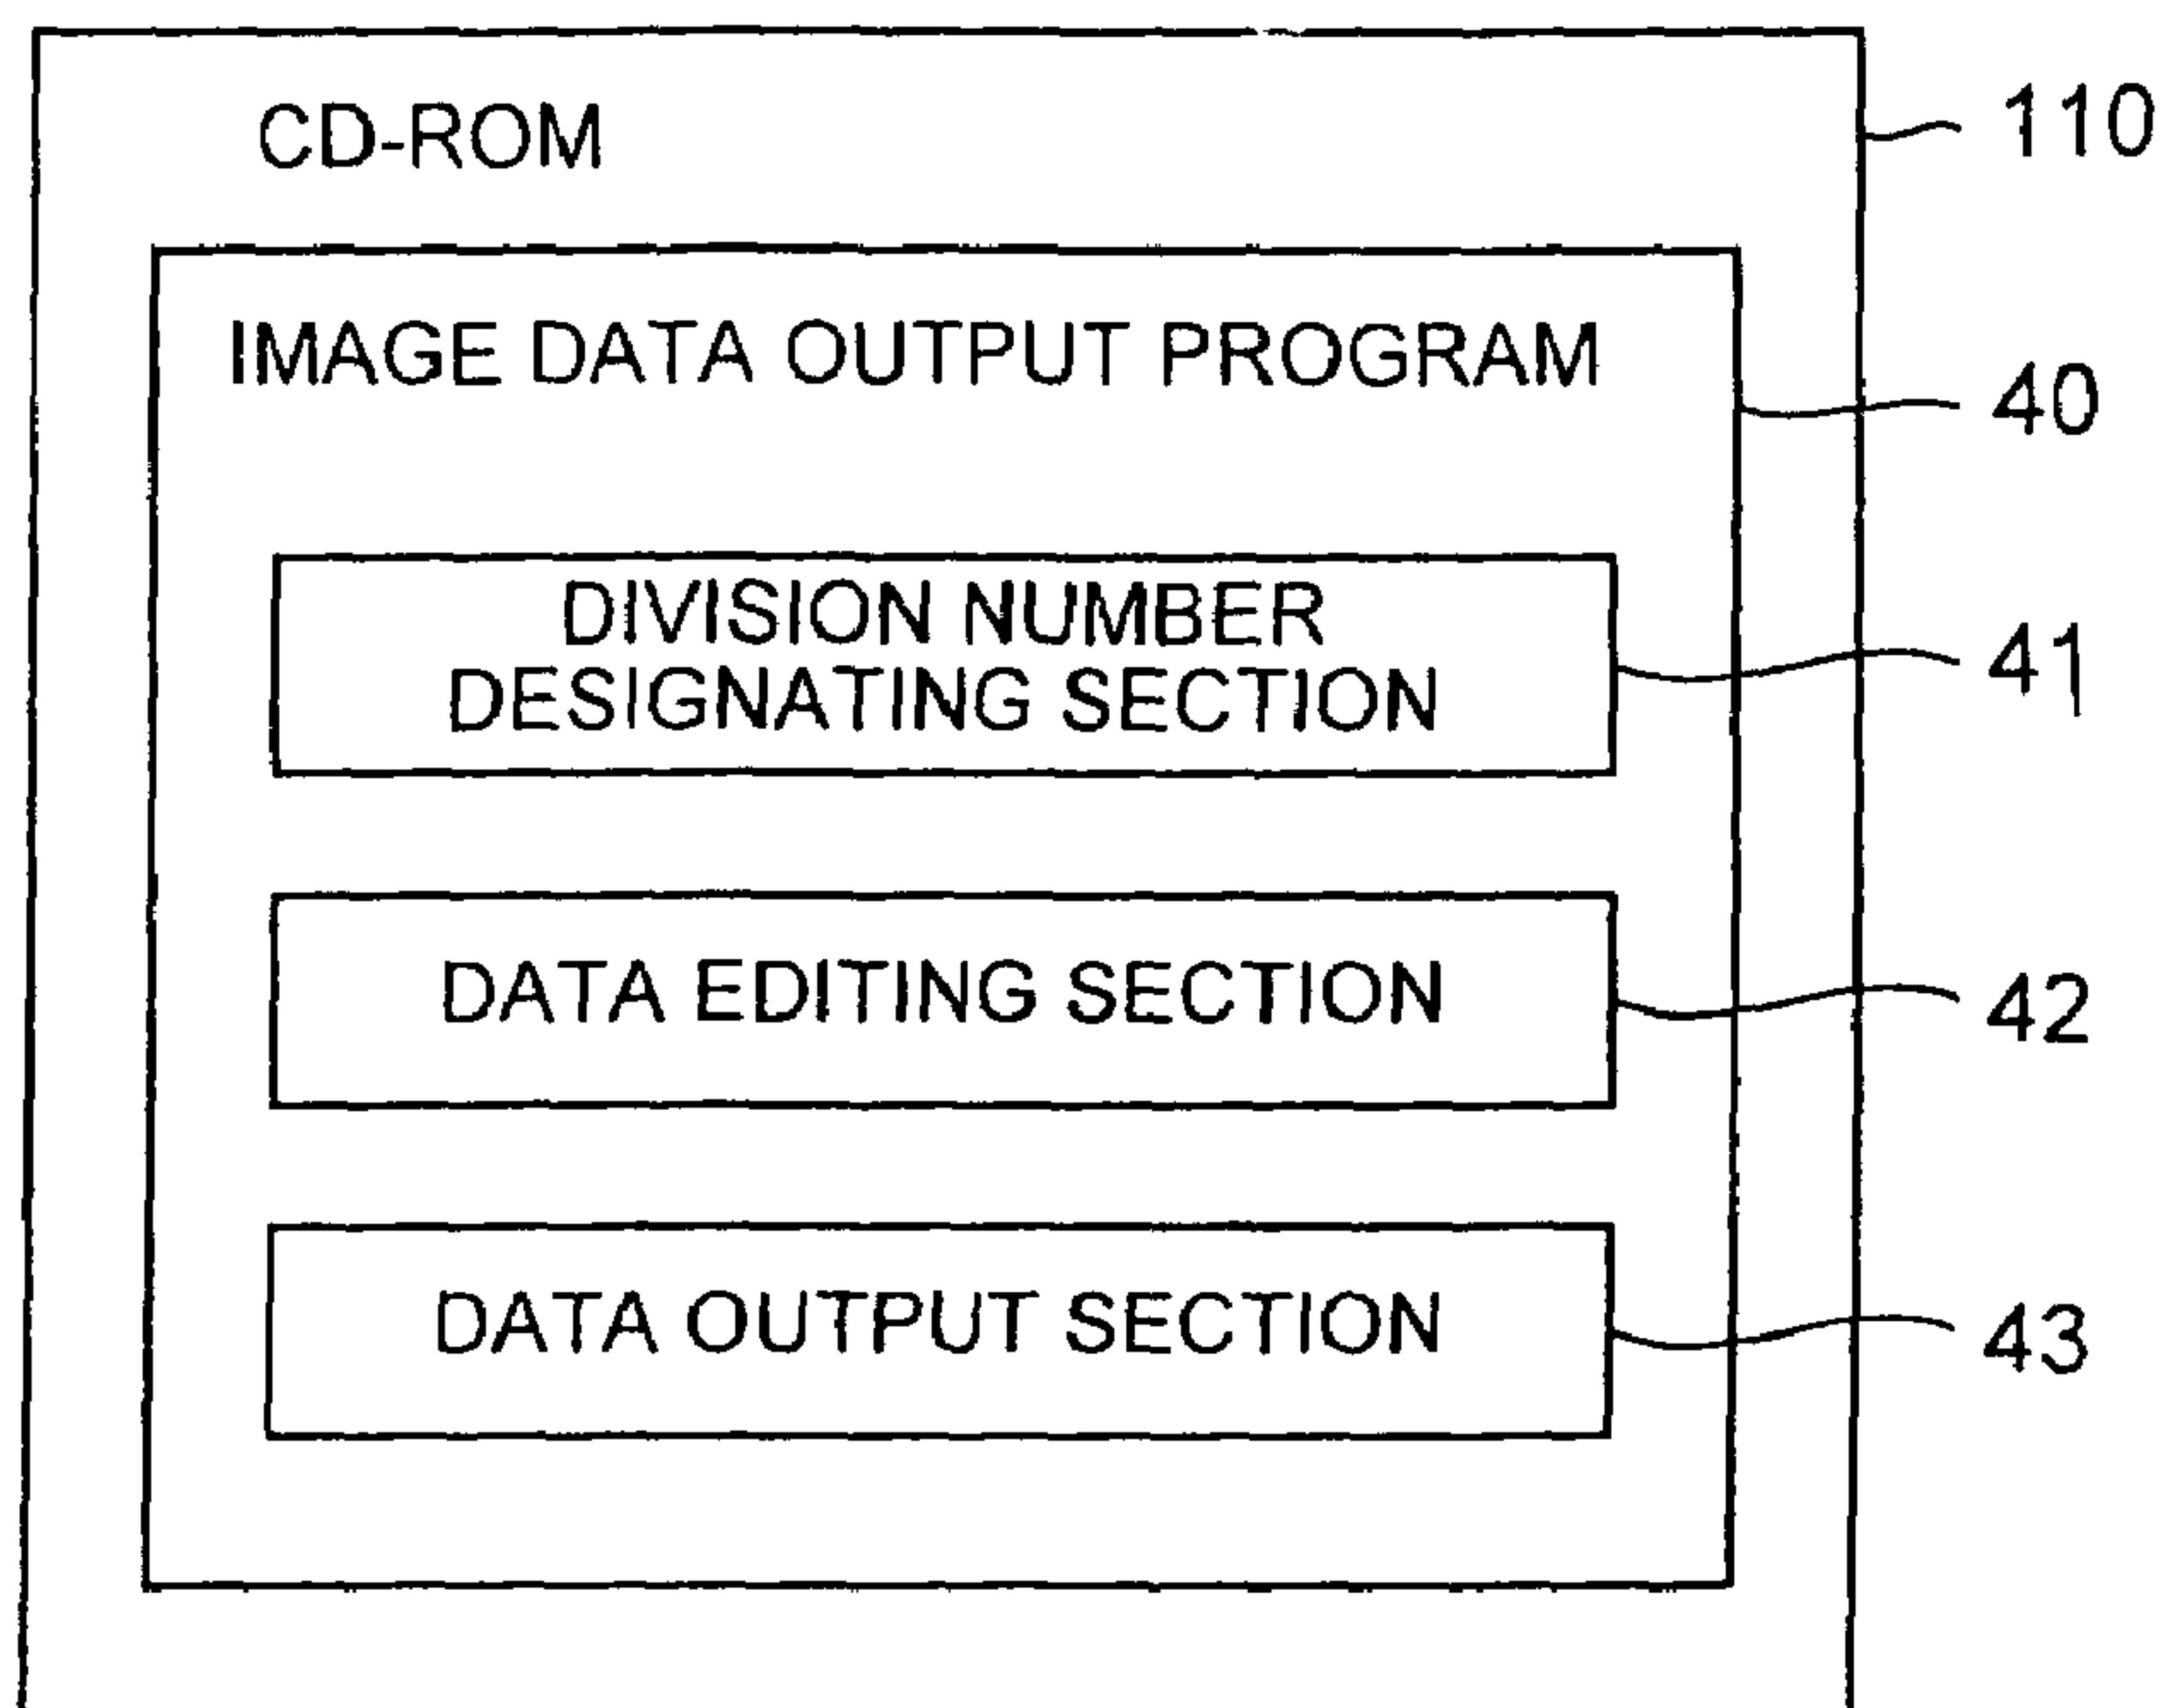 CD-ROM
110
IMAGE DATA OUTPUT PROGRAM
40
DIVISION NUMBER
DESIGNATING SECTION
41
DATA EDITING SECTION
42
DATA OUTPUT SECTION
43